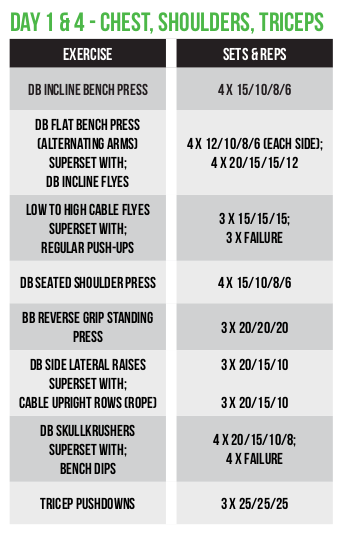 DAY 1 & 4 - CHEST, SHOULDERS, TRICEPS
EXERCISE
SETS & REPS
DB INCLINE BENCH PRESS
4 X 15/10/8/6
DB FLAT BENCH PRESS
(ALTERNATING ARMS)
SUPERSET WITH;
DB INCLINE FLYES
4 X 12/10/8/6 (EACH SIDE);
4 X 20/15/15/12
LOW TO HIGH CABLE FLYES
SUPERSET WITH;
REGULAR PUSH-UPS
3 X 15/15/15;
3 X FAILURE
DB SEATED SHOULDER PRESS
4 X 15/10/8/6
BB REVERSE GRIP STANDING
PRESS
3 X 20/20/20
DB SIDE LATERAL RAISES
SUPERSET WITH;
CABLE UPRIGHT ROWS (ROPE)
3 X 20/15/10
3 X 20/15/10
DB SKULLKRUSHERS
SUPERSET WITH;
BENCH DIPS
4 X 20/15/10/8;
4 X FAILURE
TRICEP PUSHDOWNS
3 X 25/25/25